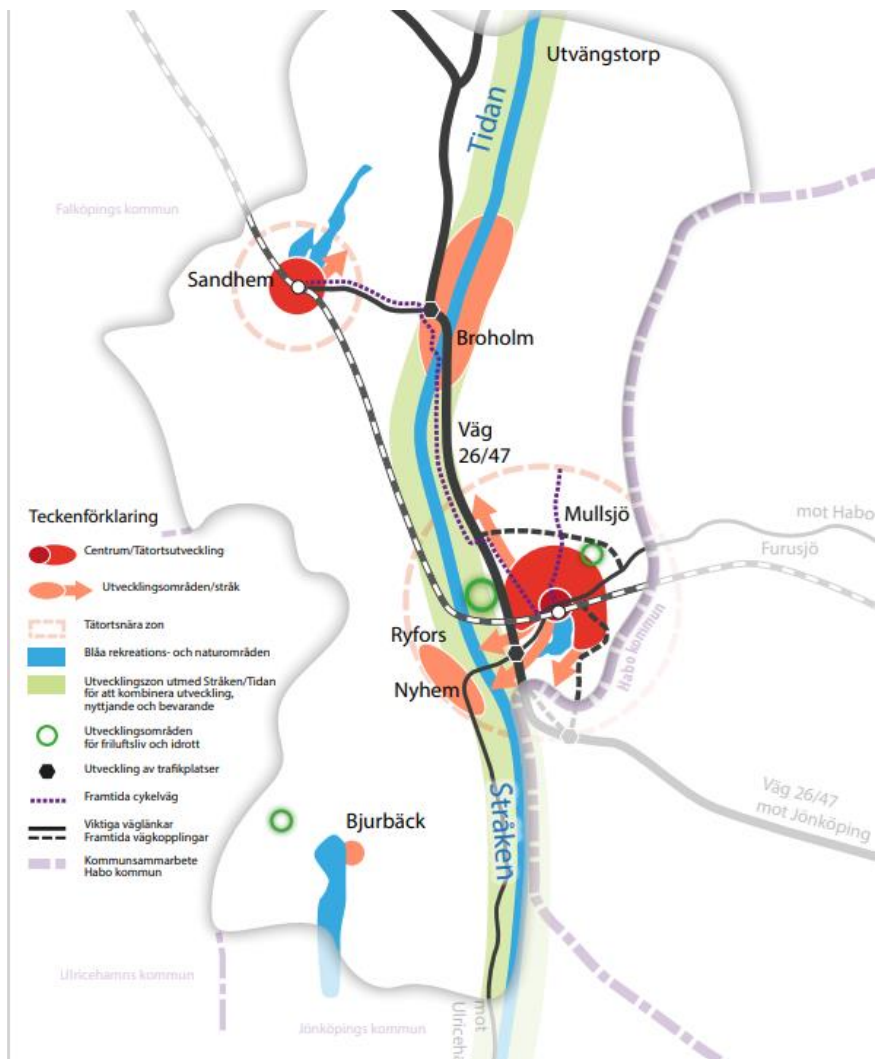 Utvängstorp
Tidan
Falköpings kommun
Sandhem
Broholm
Väg
26/47
Mullsjö
mot Habo
Furusjö
Habo kommun
Ryfors
Nyhem
Väg 26/47
mot Jönköping
Stråken
Bjurbäck
Teckenförklaring
Centrum/Tätortsutveckling
Utvecklingsområden/stråk
Tätortsnära zon
Blåa rekreations- och naturområden
Utvecklingszon utmed Stråken/Tidan
för att kombinera utveckling,
nyttjande och bevarande
Utvecklingsområden
för friluftsliv och idrott
Utveckling av trafikplatser
Framtida cykelväg
Viktiga väglänkar
Framtida vägkopplingar
Kommunsammarbete
Habo kommun
Ulricehamns kommun
Jönköpings kommun
mot